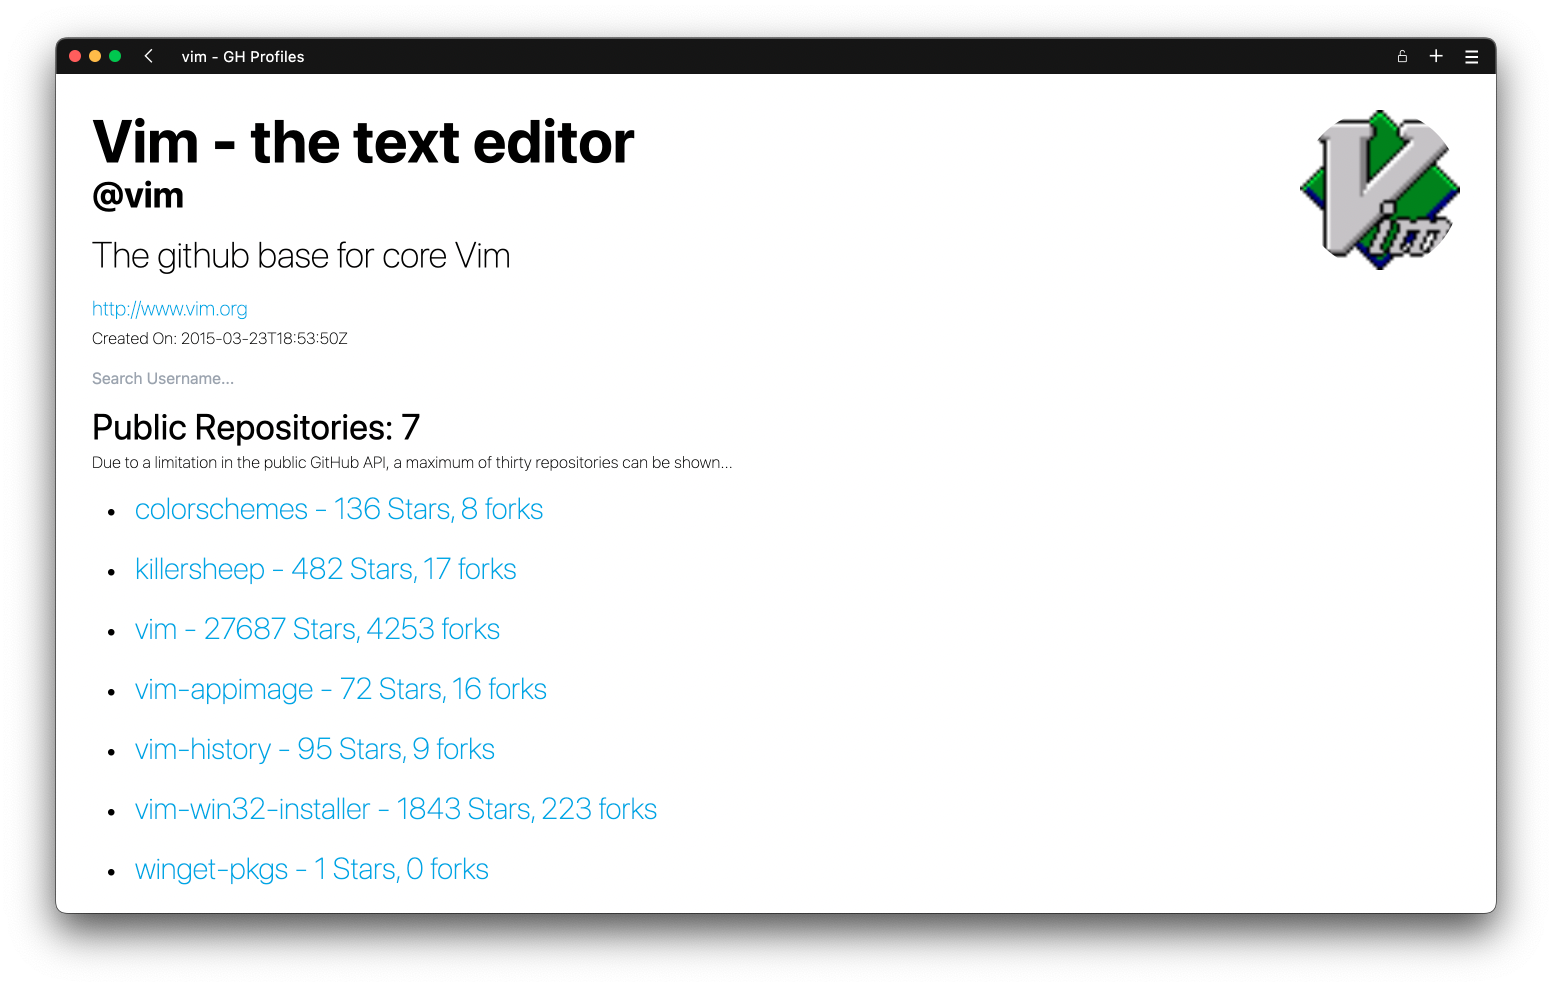 vim - GH Profiles
Vim - the text editor
@vim
The github base for core Vim
http://www.vim.org
Created On: 2015-03-23T18:53:50Z
Search Username...
Public Repositories: 7
Due to a limitation in the public GitHub API, a maximum of thirty repositories can be shown...
colorschemes - 136 Stars, 8 forks
killersheep - 482 Stars, 17 forks
vim - 27687 Stars, 4253 forks
vim-appimage - 72 Stars, 16 forks
vim-history - 95 Stars, 9 forks
vim-win32-installer - 1843 Stars, 223 forks
winget-pkgs - 1 Stars, 0 forks
Vim